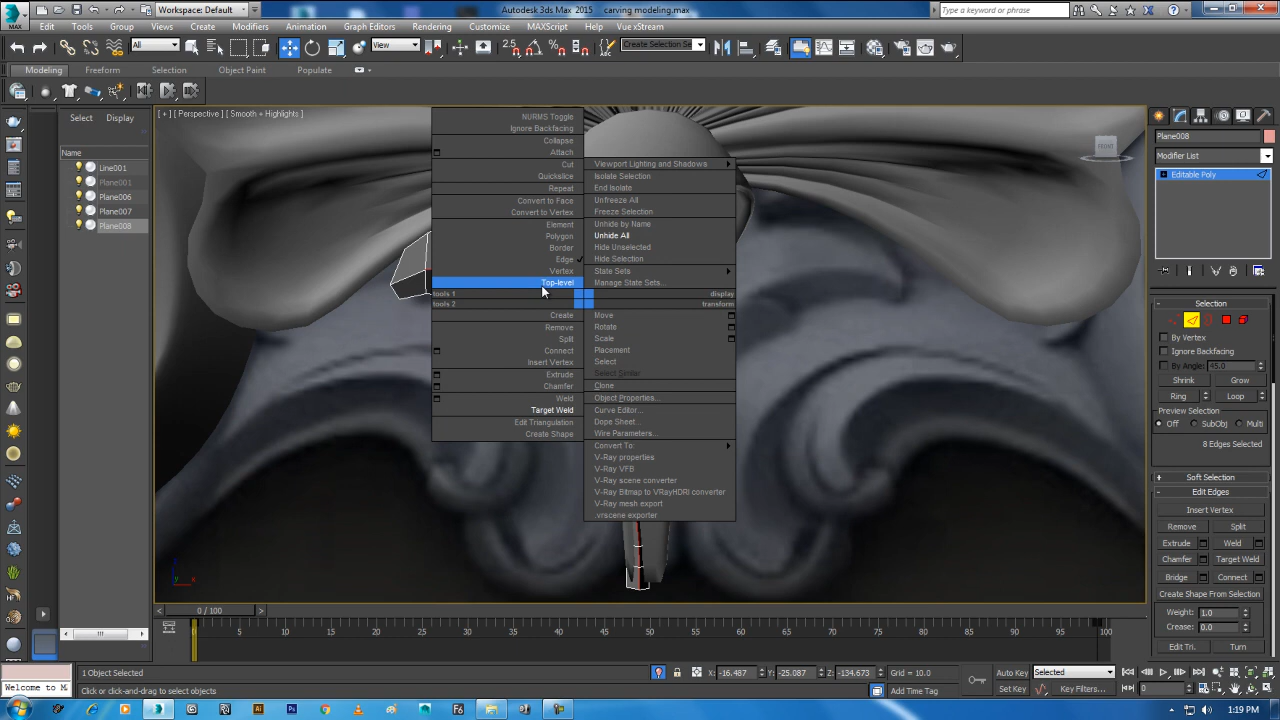 Workspace: Default
Autodesk 3ds Max 2015    carving modeling.max
Type a keyword or phrase
MAX
Edit Tools Group Views Create Modifiers Animation Graph Editors Rendering Customize MAXScript Help Vue xStream
All
View
2.5
Create Selection Se
Modeling Freeform Selection Object Paint Populate
Select Display
Name
Line001
Plane001
Plane006
Plane007
Plane008
[ + ] [ Perspective ] [ Smooth + Highlights ]
FRONT
NURMS Toggle
Ignore Backfacing
Collapse
Attach
Cut
Quickslice
Repeat
Convert to Face
Convert to Vertex
Element
Polygon
Border
Edge
Vertex
Top-level
tools 1
tools 2
Create
Remove
Split
Connect
Insert Vertex
Extrude
Chamfer
Weld
Target Weld
Edit Triangulation
Create Shape
Viewport Lighting and Shadows
Isolate Selection
End Isolate
Unfreeze All
Freeze Selection
Unhide by Name
Unhide All
Hide Unselected
Hide Selection
State Sets
Manage State Sets...
display
transform
Move
Rotate
Scale
Placement
Select
Select Similar
Clone
Object Properties...
Curve Editor...
Dope Sheet...
Wire Parameters...
Convert To:
V-Ray properties
V-Ray VFB
V-Ray scene converter
V-Ray Bitmap to VRayHDRI converter
V-Ray mesh export
.vrscene exporter
Plane008
Modifier List
Editable Poly
Selection
By Vertex
Ignore Backfacing
By Angle: 45.0
Shrink Grow
Ring Loop
Preview Selection
Off SubObj Multi
8 Edges Selected
Soft Selection
Edit Edges
Insert Vertex
Remove Split
Extrude Weld
Chamfer Target Weld
Bridge Connect
Create Shape From Selection
Weight: 1.0
Crease: 0.0
Edit Tri. Turn
0 / 100
0 5 10 15 20 25 30 35 40 45 50 55 60 65 70 75 80 85 90 95 100
1 Object Selected
X: -16.487 Y: -25.087 Z: -134.673 Grid = 10.0
Auto Key Selected
Welcome to M
Click or click-and-drag to select objects
Add Time Tag
Set Key Key Filters...
0
1:19 PM